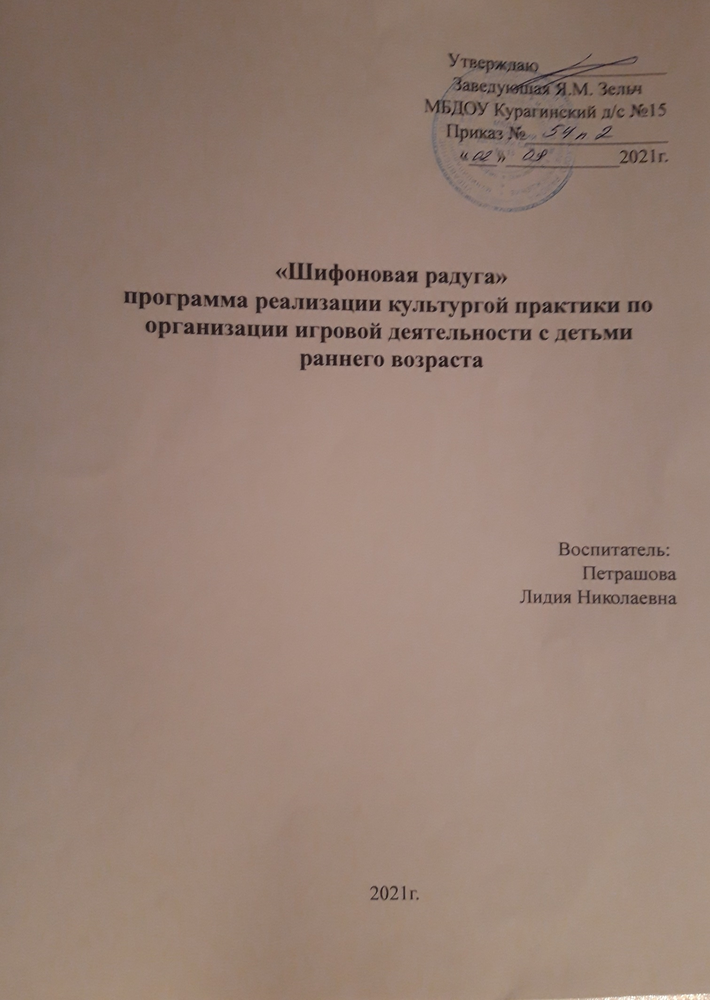 Утверждаю
Заведующая Я.М. Зельч
МБДОУ Курагинский д/с №15
Приказ № 54 п 2
«02» 08 2021г.
«Шифоновая радуга»
программа реализации культургой практики по
организации игровой деятельности с детьми
раннего возраста
Воспитатель:
Петрашова
Лидия Николаевна
2021г.